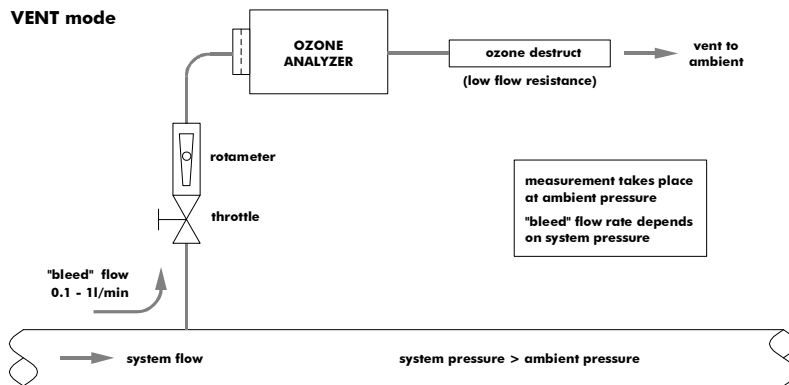 VENT mode
OZONE
ANALYZER
ozone destruct
(low flow resistance)
vent to
ambient
rotameter
throttle
measurement takes place
at ambient pressure
"bleed" flow rate depends
on system pressure
"bleed" flow
0.1 - 1l/min
system flow
system pressure > ambient pressure